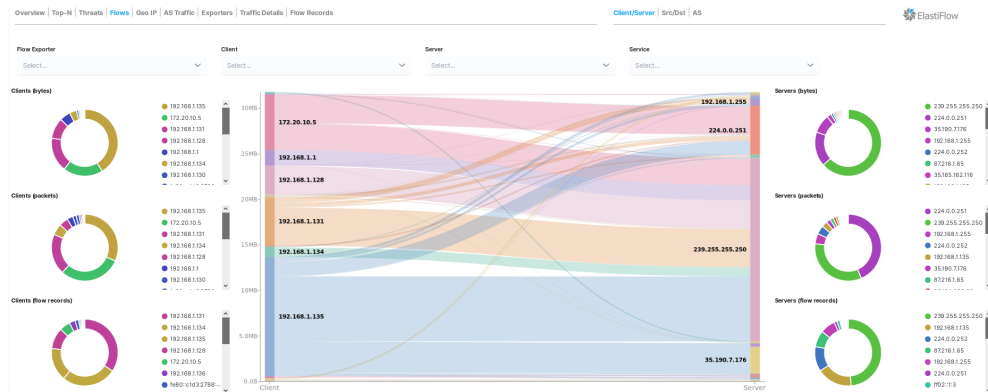 Overview Top-N Threats Flows Geo IP AS Traffic Exporters Traffic Details Flow Records
Client/Server Src/Dst AS
ElastiFlow
Flow Exporter
Client
Server
Service
Select...
Select...
Select...
Select...
Clients (bytes)
192.168.1.135
172.20.10.5
192.168.1.131
192.168.1.128
192.168.1.1
192.168.1.134
192.168.1.130
Clients (packets)
192.168.1.135
172.20.10.5
192.168.1.131
192.168.1.134
192.168.1.128
192.168.1.1
192.168.1.130
Clients (flow records)
192.168.1.131
192.168.1.134
192.168.1.135
192.168.1.128
172.20.10.5
192.168.1.136
fe80::c1d3:2788:...
30MB
25MB
20MB
15MB
10MB
5.0MB
0.0B
172.20.10.5
192.168.1.1
192.168.1.128
192.168.1.131
192.168.1.134
192.168.1.135
192.168.1.255
224.0.0.251
239.255.255.250
35.190.7.176
Client
Server
Servers (bytes)
239.255.255.250
224.0.0.251
35.190.7.176
192.168.1.255
224.0.0.252
87.216.1.65
35.165.162.116
Servers (packets)
224.0.0.251
239.255.255.250
192.168.1.255
224.0.0.252
192.168.1.135
35.190.7.176
87.216.1.65
Servers (flow records)
239.255.255.250
192.168.1.135
224.0.0.252
87.216.1.65
192.168.1.255
224.0.0.251
ff02::1:3